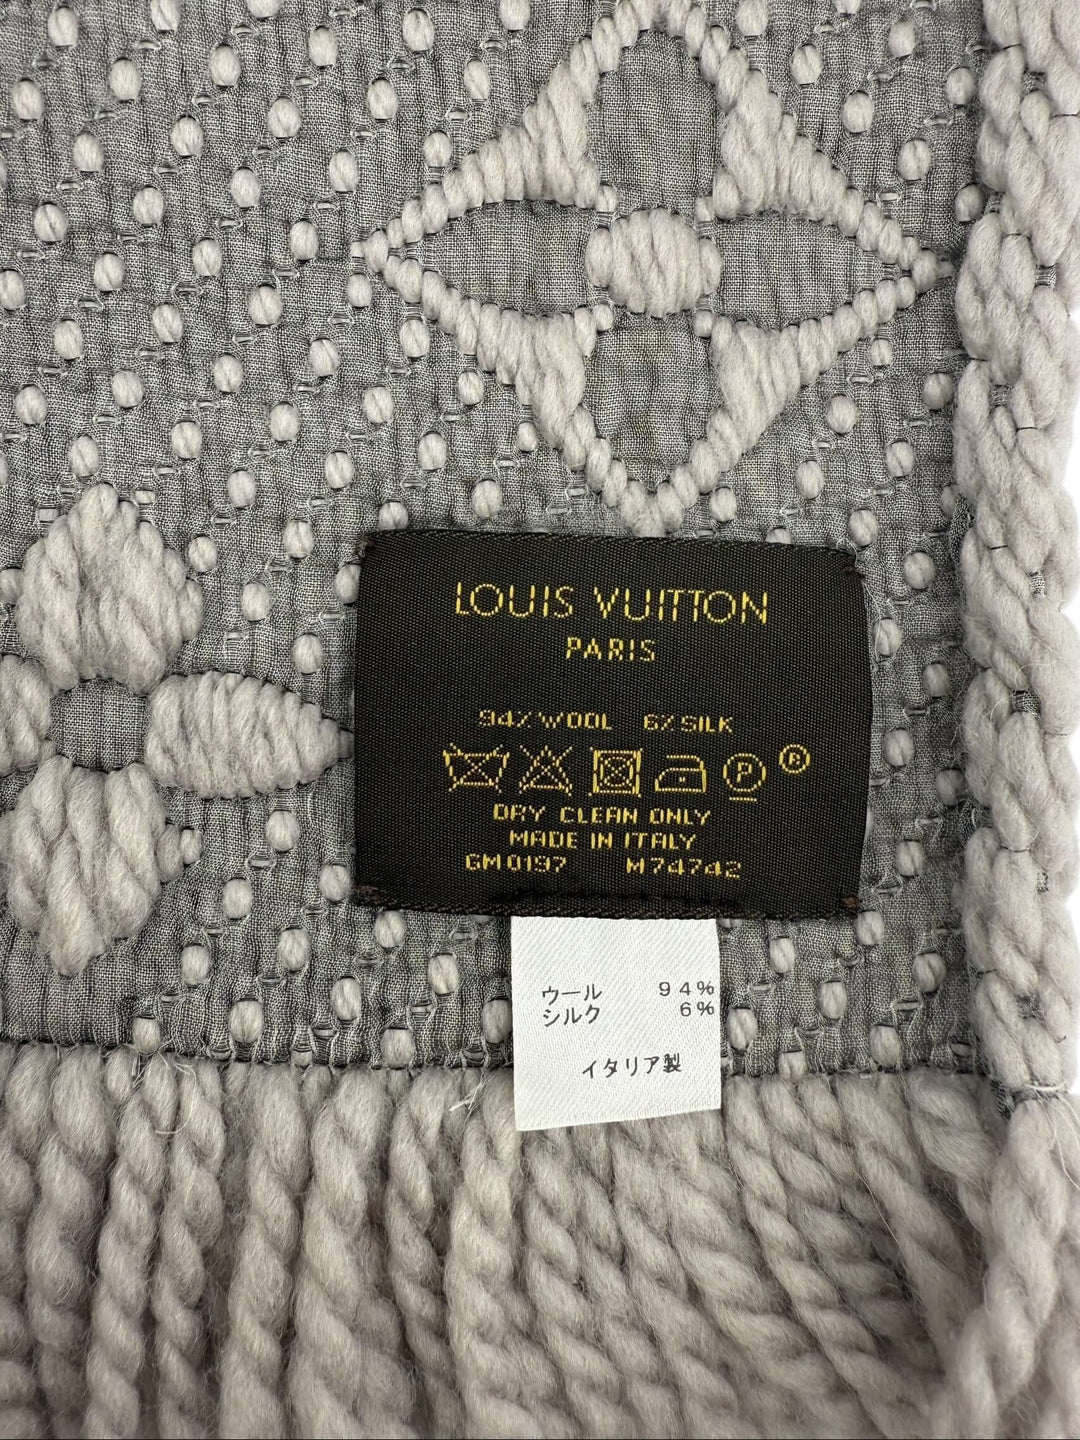 LOUIS VUITTON
PARIS
94% WOOL 6% SILK
P ®
DRY CLEAN ONLY
MADE IN ITALY
GM0197 M74742
ウール 94%
シルク 6%
イタリア製